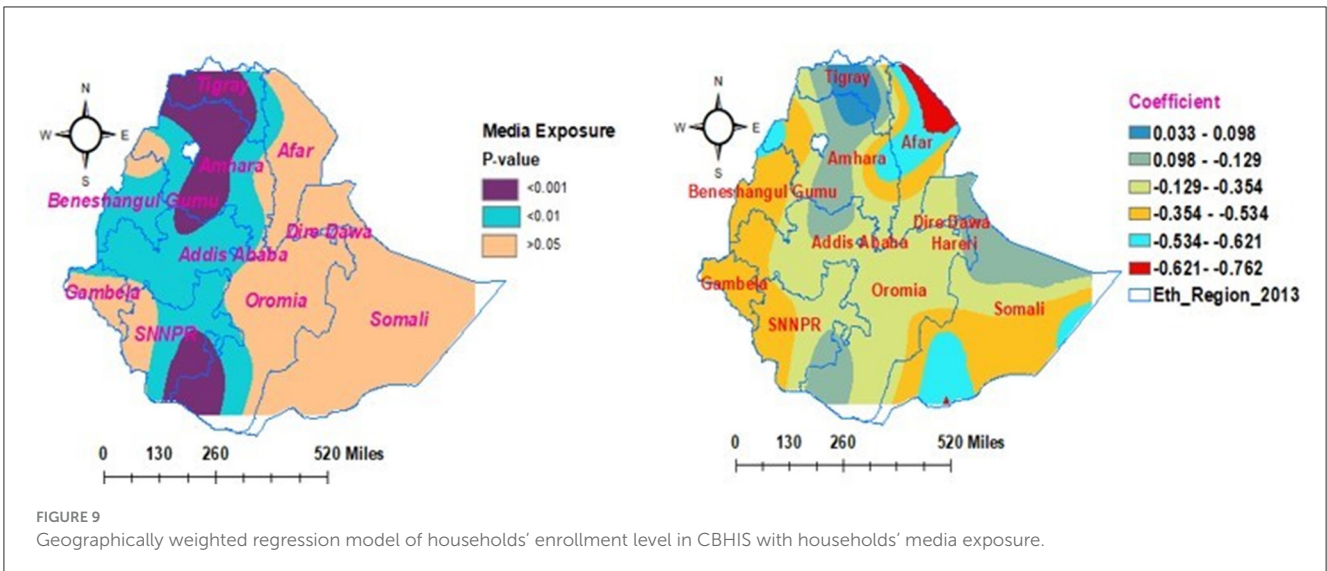 N
W E
S
Tigray
Amhara
Afar
Beneshangul Gumu
Dire Dawa
Addis Ababa
Gambela
Oromia
Somali
SNNPR
0 130 260 520 Miles
Media Exposure
P-value
<0.001
<0.01
>0.05
N
W E
S
Tigray
Afar
Amhara
Beneshangul Gumu
Dire Dawa
Addis Ababa
Hareri
Gambela
Oromia
Somali
SNNPR
0 130 260 520 Miles
Coefficient
0.033 - 0.098
0.098 - -0.129
-0.129 - -0.354
-0.354 - -0.534
-0.534- -0.621
-0.621- -0.762
Eth_Region_2013
FIGURE 9
Geographically weighted regression model of households’ enrollment level in CBHIS with households’ media exposure.